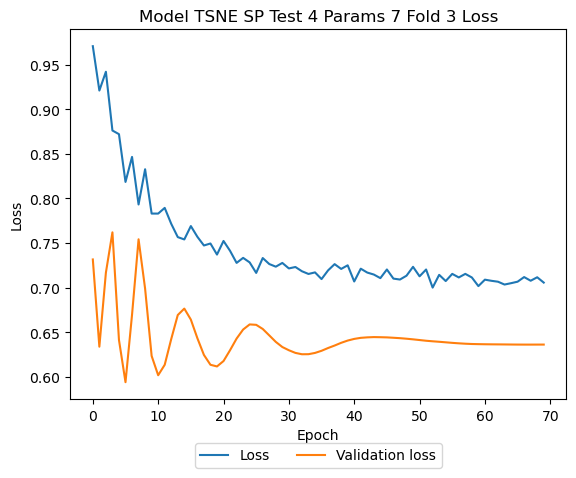 Model TSNE SP Test 4 Params 7 Fold 3 Loss
Loss
0.95
0.90
0.85
0.80
0.75
0.70
0.65
0.60
0 10 20 30 40 50 60 70
Epoch
Loss Validation loss